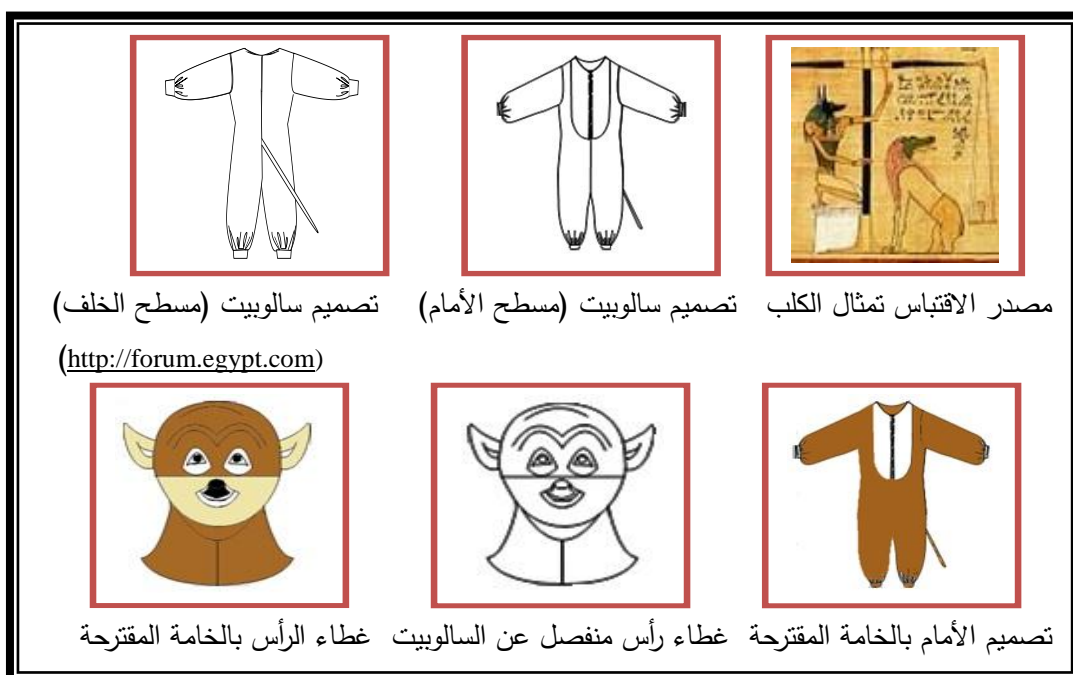 مصدر الاقتباس تمثال الكلب تصميم سالوبيت (مسطح الأمام) تصميم سالوبيت (مسطح الخلف)
(http://forum.egypt.com)
تصميم الأمام بالخامة المقترحة غطاء رأس منفصل عن السالوبيت غطاء الرأس بالخامة المقترحة